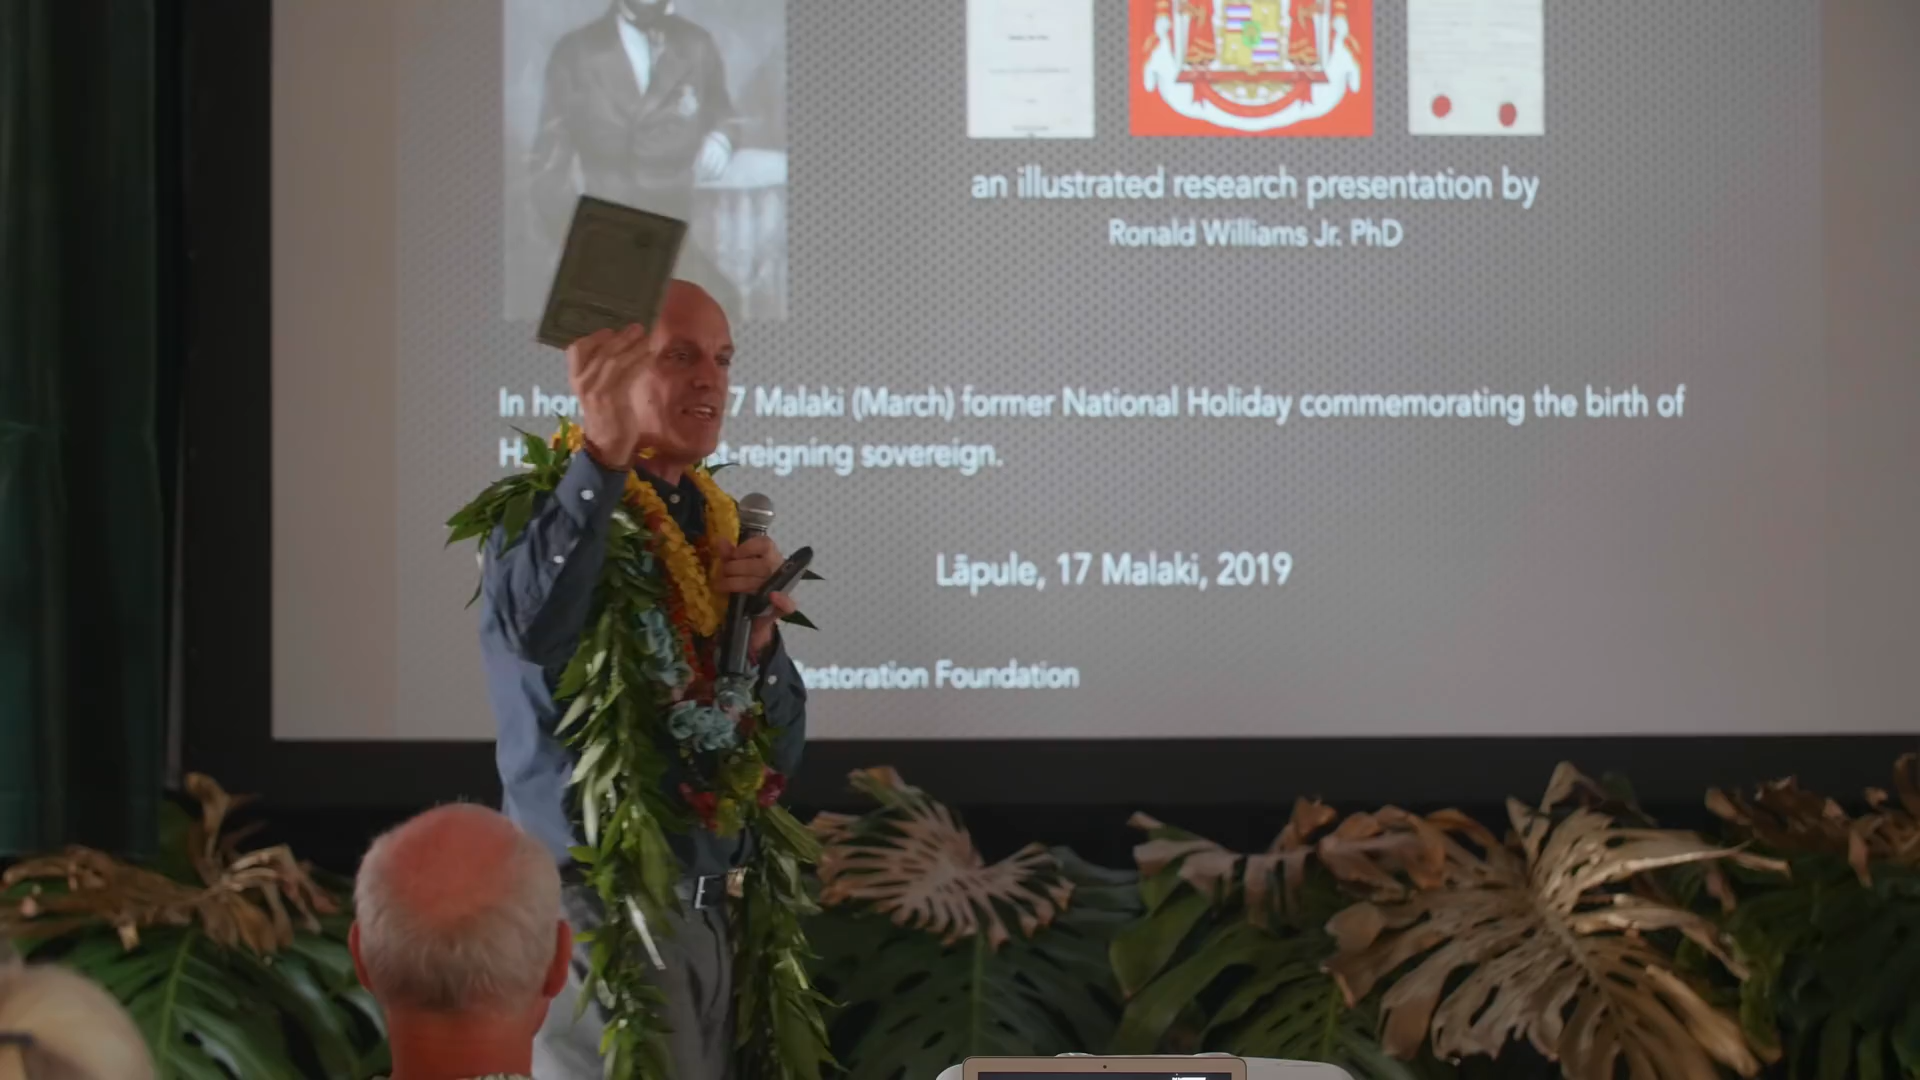 an illustrated research presentation by
Ronald Williams Jr. PhD
In hon 7 Malaki (March) former National Holiday commemorating the birth of
H st-reigning sovereign.
Lāpule, 17 Malaki, 2019
estoration Foundation